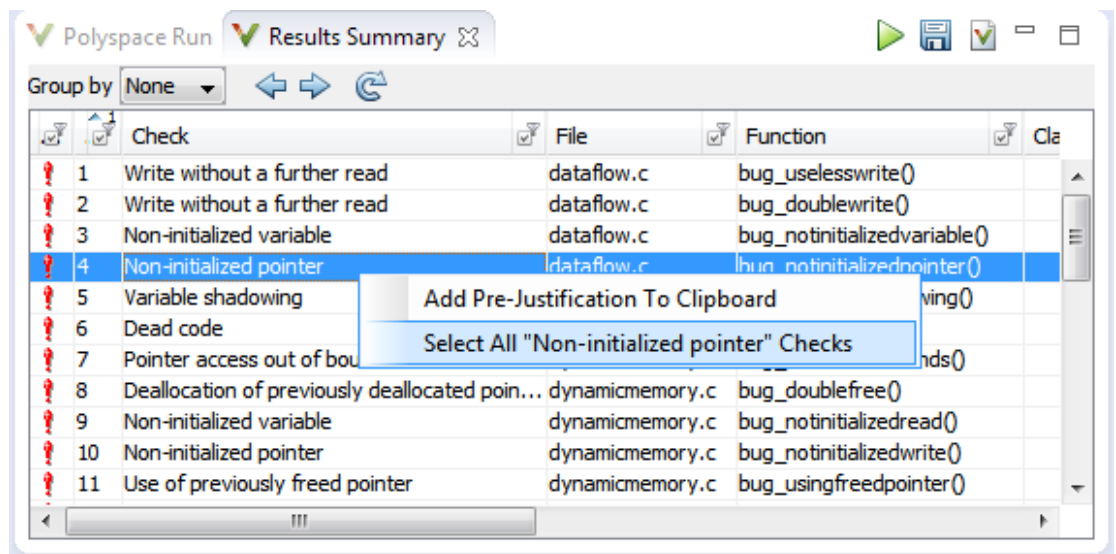 Polyspace Run Results Summary
Group by None
1
Check File Function Cla
1 Write without a further read dataflow.c bug_uselesswrite()
2 Write without a further read dataflow.c bug_doublewrite()
3 Non-initialized variable dataflow.c bug_notinitializedvariable()
4 Non-initialized pointer dataflow.c bug_notinitializedpointer()
Add Pre-Justification To Clipboard
5 Variable shadowing wing()
6 Dead code
Select All "Non-initialized pointer" Checks
7 Pointer access out of bou nds()
8 Deallocation of previously deallocated poin... dynamicmemory.c bug_doublefree()
9 Non-initialized variable dynamicmemory.c bug_notinitializedread()
10 Non-initialized pointer dynamicmemory.c bug_notinitializedwrite()
11 Use of previously freed pointer dynamicmemory.c bug_usingfreedpointer()